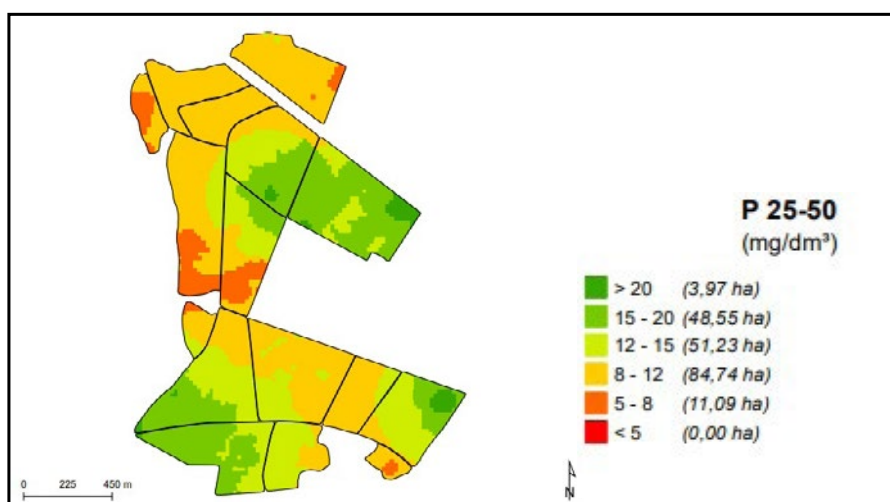 P 25-50
(mg/dm³)
> 20 (3,97 ha)
15 - 20 (48,55 ha)
12 - 15 (51,23 ha)
8 - 12 (84,74 ha)
5 - 8 (11,09 ha)
< 5 (0,00 ha)
0 225 450 m
N